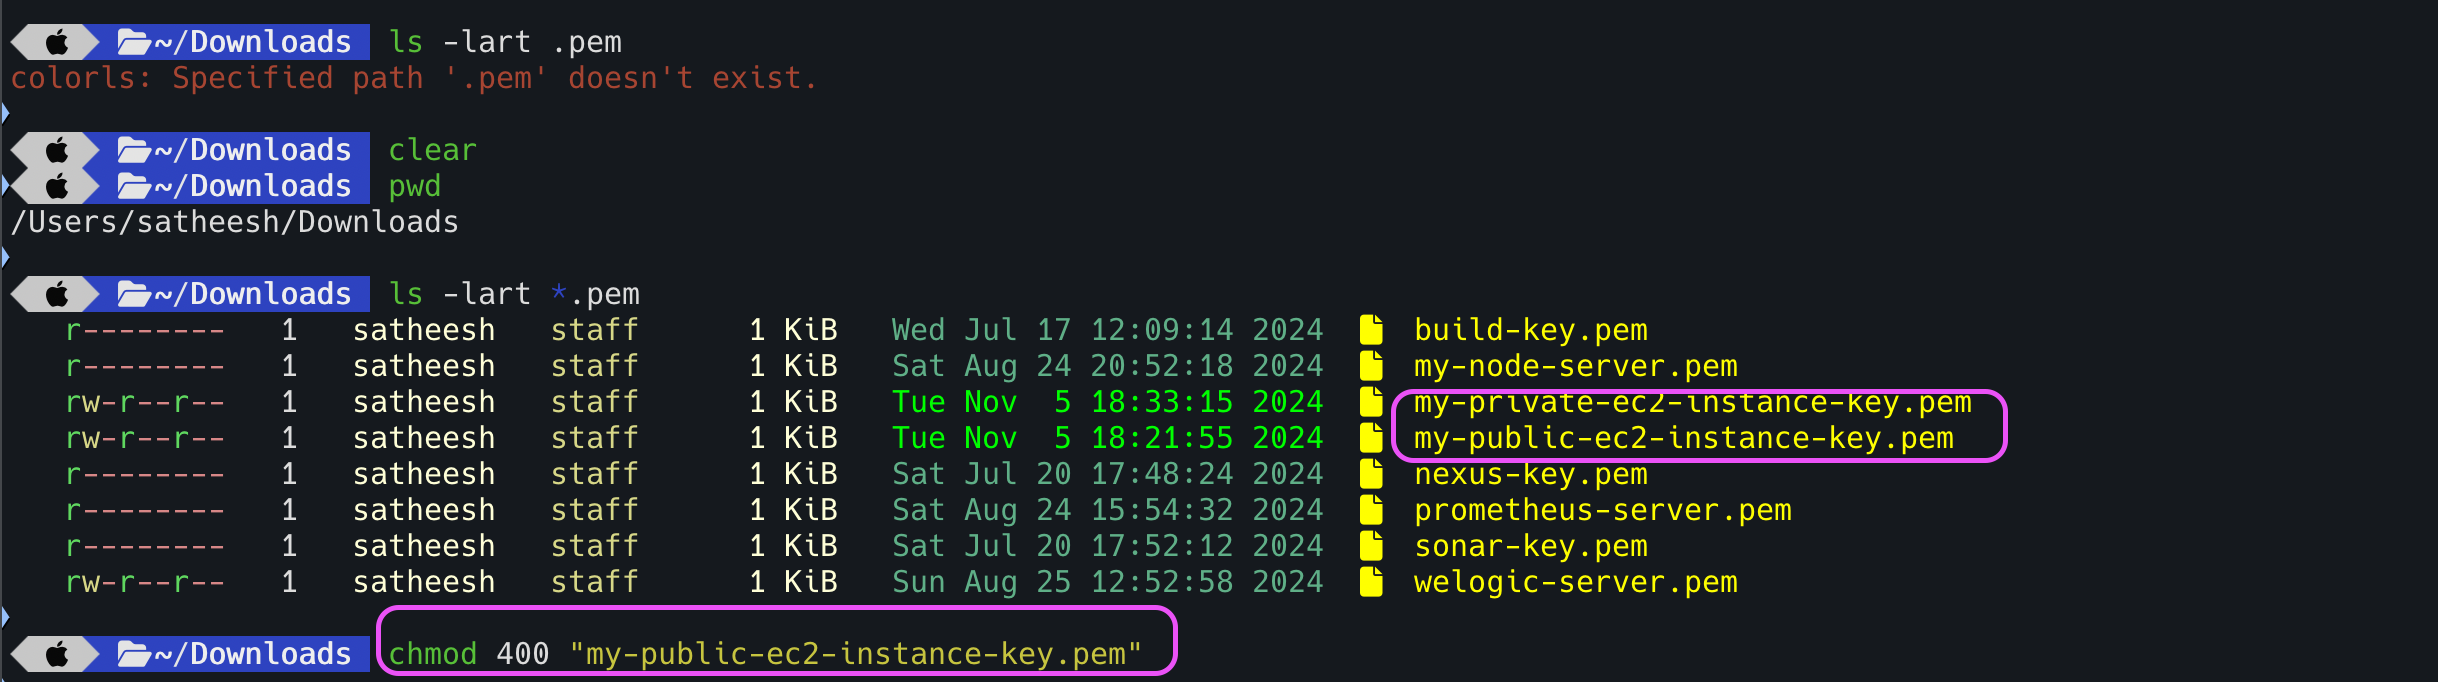 ~/Downloads ls -lart .pem
colorls: Specified path '.pem' doesn't exist.
~/Downloads clear
~/Downloads pwd
/Users/satheesh/Downloads
~/Downloads ls -lart *.pem
r-------- 1 satheesh staff 1 KiB Wed Jul 17 12:09:14 2024 build-key.pem
r-------- 1 satheesh staff 1 KiB Sat Aug 24 20:52:18 2024 my-node-server.pem
rw-r--r-- 1 satheesh staff 1 KiB Tue Nov 5 18:33:15 2024 my-private-ec2-instance-key.pem
rw-r--r-- 1 satheesh staff 1 KiB Tue Nov 5 18:21:55 2024 my-public-ec2-instance-key.pem
r-------- 1 satheesh staff 1 KiB Sat Jul 20 17:48:24 2024 nexus-key.pem
r-------- 1 satheesh staff 1 KiB Sat Aug 24 15:54:32 2024 prometheus-server.pem
r-------- 1 satheesh staff 1 KiB Sat Jul 20 17:52:12 2024 sonar-key.pem
rw-r--r-- 1 satheesh staff 1 KiB Sun Aug 25 12:52:58 2024 welogic-server.pem
~/Downloads chmod 400 "my-public-ec2-instance-key.pem"